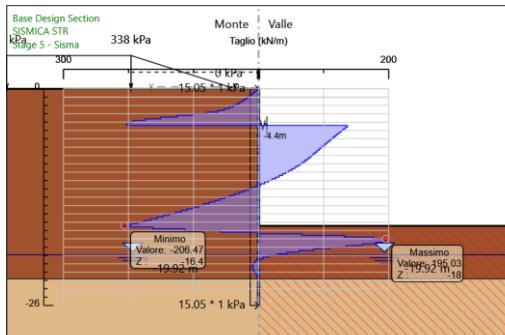 Base Design Section
SISMICA STR
Stage 5 - Sisma
kPa
338 kPa
Monte
Valle
Taglio (kN/m)
300
200
0 kPa
0
15.05 * 1 kPa
-4.4m
Minimo
Valore: -206.47
Z : -16.4
-19.92 m
Massimo
Valore: 195.03
-19.92 m
Z : -18
-26
15.05 * 1 kPa